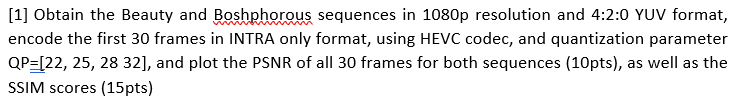 [1] Obtain the Beauty and Boshphorous sequences in 1080p resolution and 4:2:0 YUV format,
encode the first 30 frames in INTRA only format, using HEVC codec, and quantization parameter
QP=[22, 25, 28 32], and plot the PSNR of all 30 frames for both sequences (10pts), as well as the
SSIM scores (15pts)